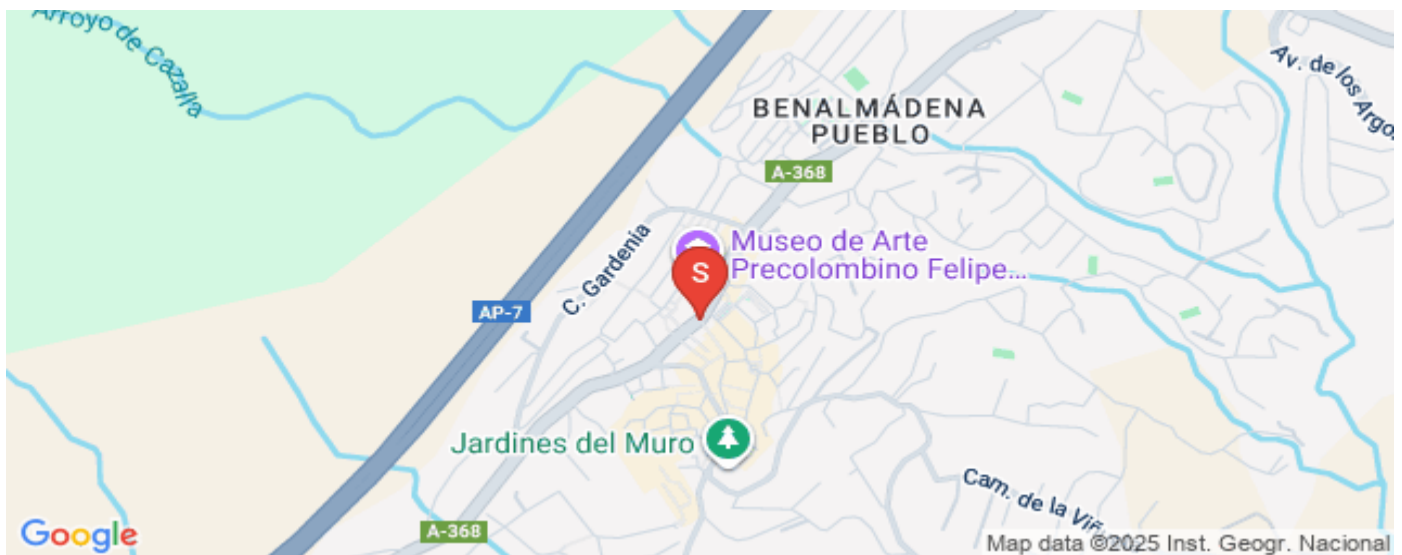 Arroyo de Cazalla
Av. de los Argo
BENALMÁDENA
PUEBLO
A-368
C. Gardenia
Museo de Arte
Precolombino Felipe...
S
AP-7
Jardines del Muro
Cam. de la Viñ
A-368
Google
Map data ©2025 Inst. Geogr. Nacional